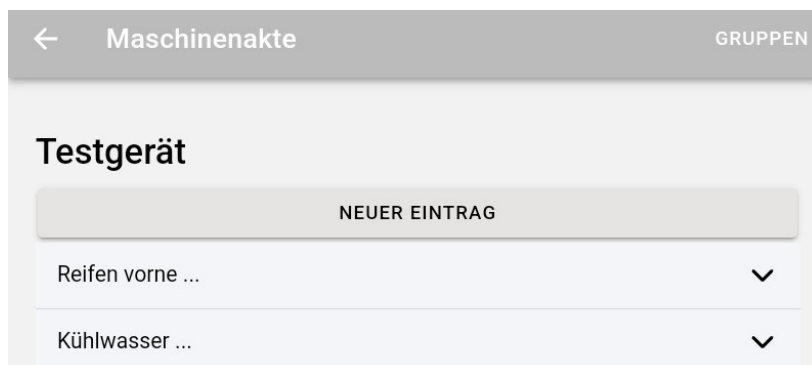 Maschinenakte GRUPPEN
Testgerät
NEUER EINTRAG
Reifen vorne ...
Kühlwasser ...